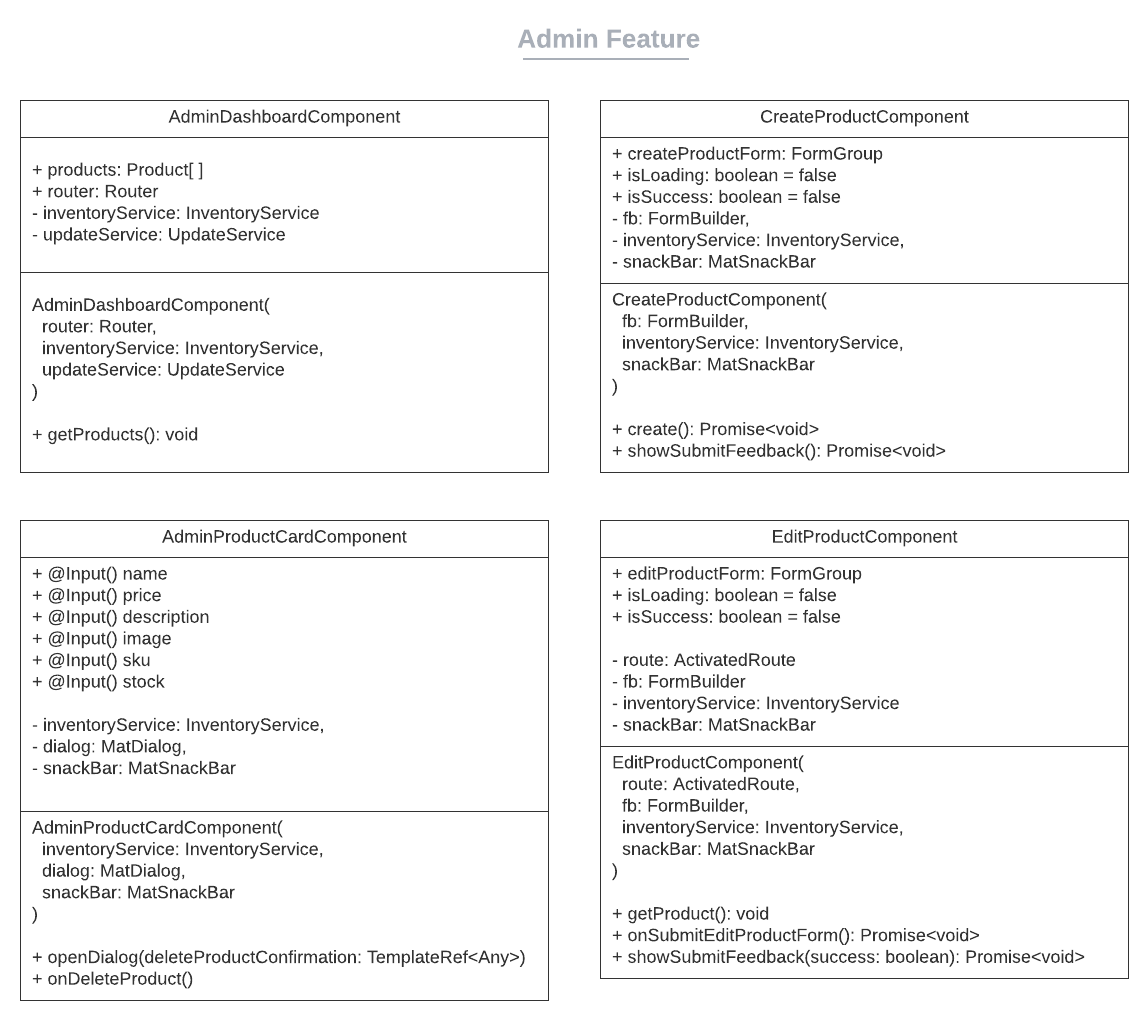 Admin Feature
AdminDashboardComponent
+ products: Product[ ]
+ router: Router
- inventoryService: InventoryService
- updateService: UpdateService
AdminDashboardComponent(
router: Router,
inventoryService: InventoryService,
updateService: UpdateService
)
+ getProducts(): void
CreateProductComponent
+ createProductForm: FormGroup
+ isLoading: boolean = false
+ isSuccess: boolean = false
- fb: FormBuilder,
- inventoryService: InventoryService,
- snackBar: MatSnackBar
CreateProductComponent(
fb: FormBuilder,
inventoryService: InventoryService,
snackBar: MatSnackBar
)
+ create(): Promise<void>
+ showSubmitFeedback(): Promise<void>
AdminProductCardComponent
+ @Input() name
+ @Input() price
+ @Input() description
+ @Input() image
+ @Input() sku
+ @Input() stock
- inventoryService: InventoryService,
- dialog: MatDialog,
- snackBar: MatSnackBar
AdminProductCardComponent(
inventoryService: InventoryService,
dialog: MatDialog,
snackBar: MatSnackBar
)
+ openDialog(deleteProductConfirmation: TemplateRef<Any>)
+ onDeleteProduct()
EditProductComponent
+ editProductForm: FormGroup
+ isLoading: boolean = false
+ isSuccess: boolean = false
- route: ActivatedRoute
- fb: FormBuilder
- inventoryService: InventoryService
- snackBar: MatSnackBar
EditProductComponent(
route: ActivatedRoute,
fb: FormBuilder,
inventoryService: InventoryService,
snackBar: MatSnackBar
)
+ getProduct(): void
+ onSubmitEditProductForm(): Promise<void>
+ showSubmitFeedback(success: boolean): Promise<void>